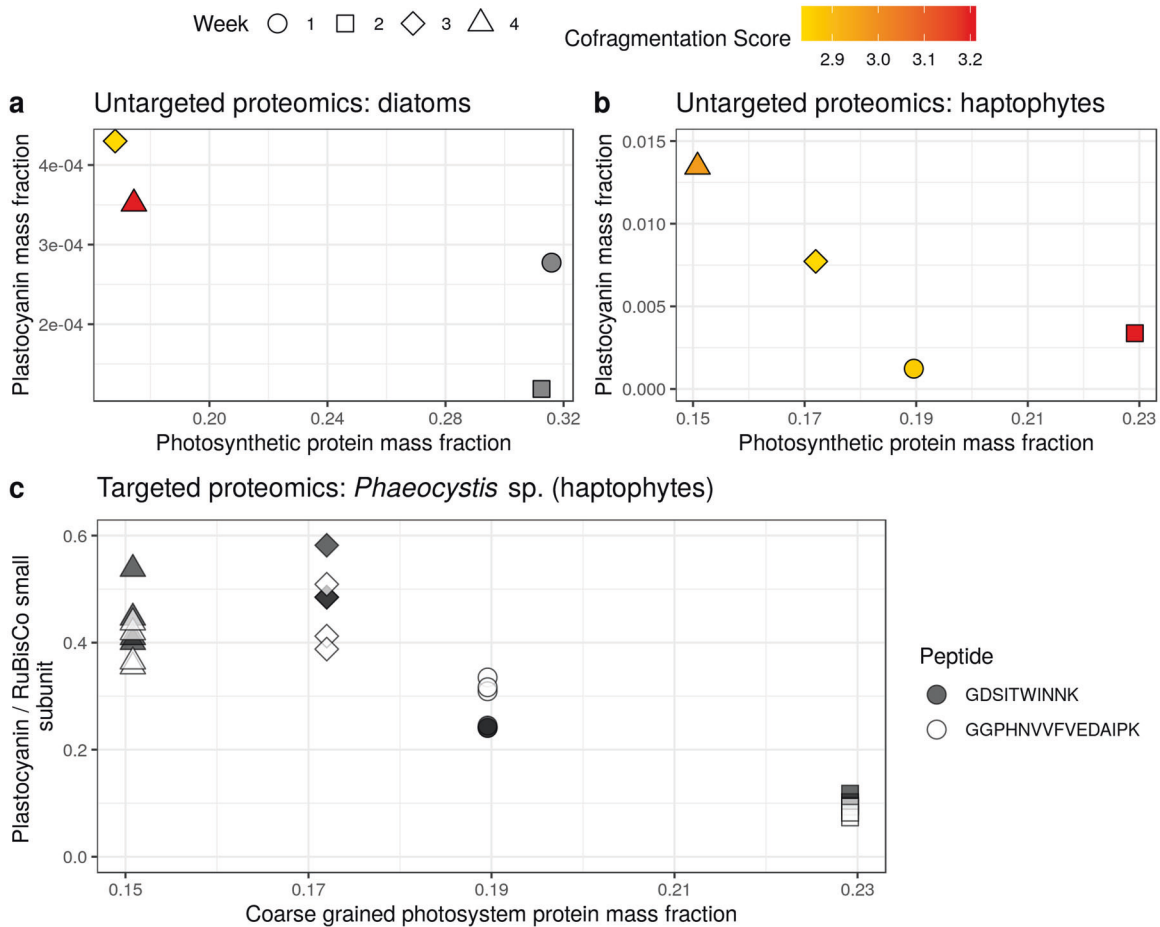 Week 1 2 3 4
Cofragmentation Score
2.9 3.0 3.1 3.2
a Untargeted proteomics: diatoms
Plastocyanin mass fraction
4e-04
3e-04
2e-04
0.20 0.24 0.28 0.32
Photosynthetic protein mass fraction
b Untargeted proteomics: haptophytes
Plastocyanin mass fraction
0.015
0.010
0.005
0.000
0.15 0.17 0.19 0.21 0.23
Photosynthetic protein mass fraction
c Targeted proteomics: Phaeocystis sp. (haptophytes)
Plastocyanin / RuBisCo small
subunit
0.6
0.4
0.2
0.0
0.15 0.17 0.19 0.21 0.23
Coarse grained photosystem protein mass fraction
Peptide
GDSITWINNK
GGPHNVVFVEDAIPK